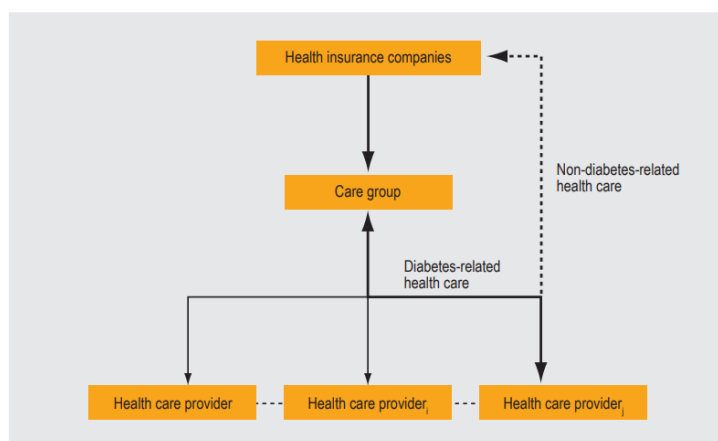 Health insurance companies
Non-diabetes-related
health care
Care group
Diabetes-related
health care
Health care provider
Health care providerᵢ
Health care providerⱼ